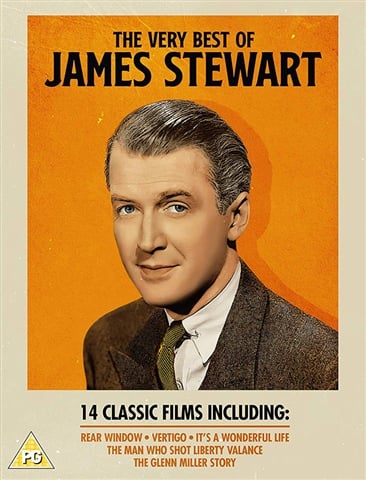 THE VERY BEST OF
JAMES STEWART
14 CLASSIC FILMS INCLUDING:
REAR WINDOW • VERTIGO • IT'S A WONDERFUL LIFE
THE MAN WHO SHOT LIBERTY VALANCE
THE GLENN MILLER STORY
PG